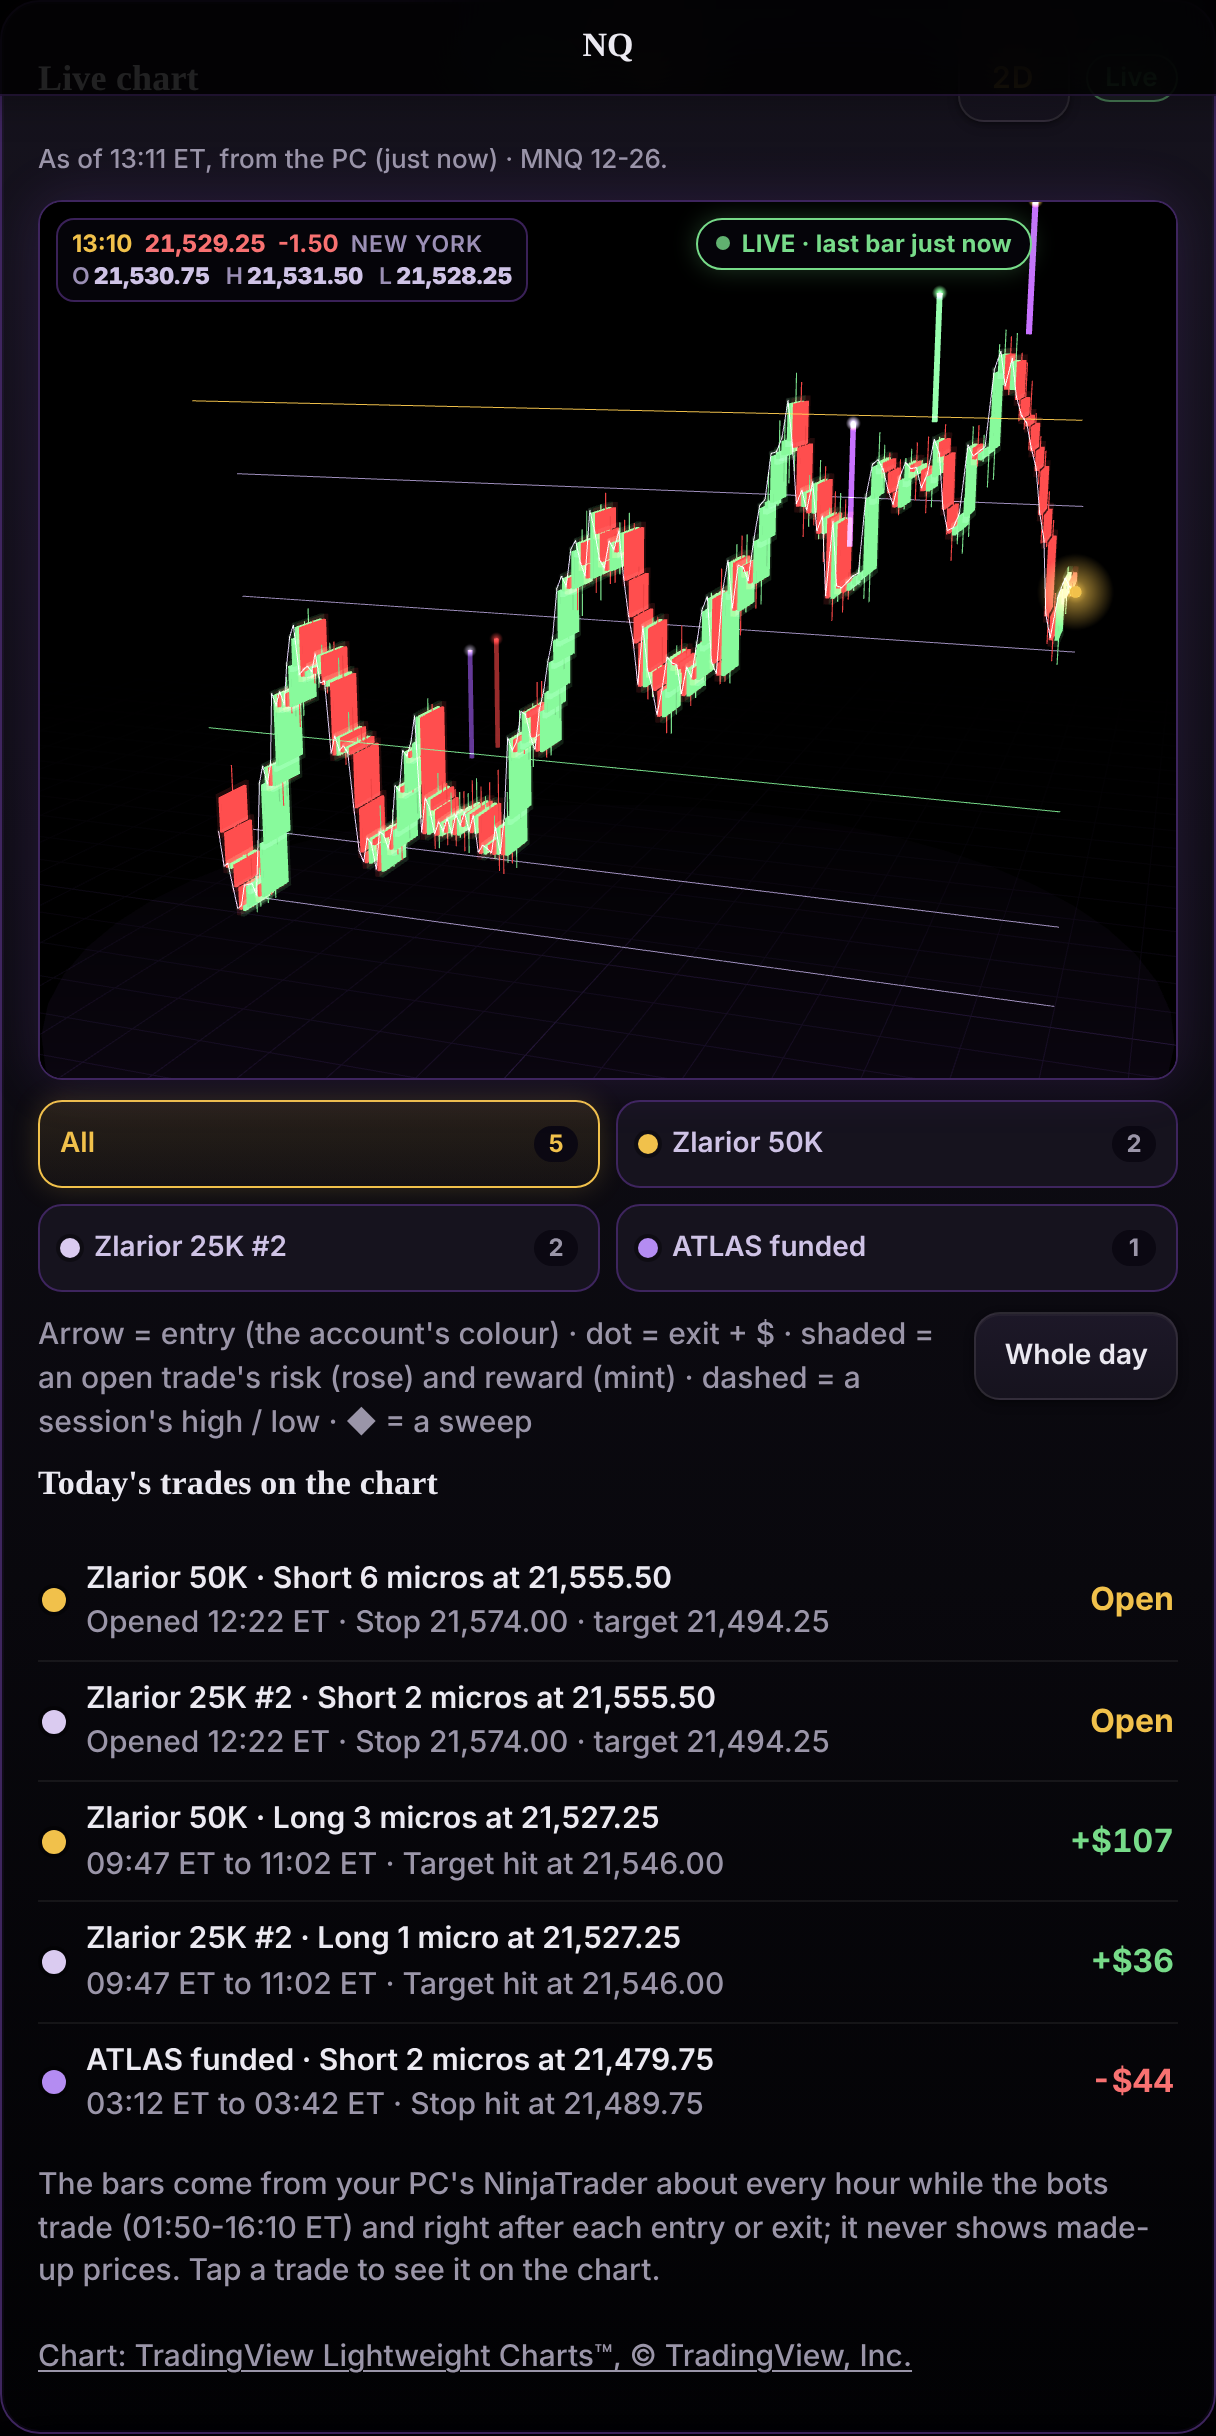 NQ
Live chart
2D
Live
As of 13:11 ET, from the PC (just now) · MNQ 12-26.
13:10 21,529.25 -1.50 NEW YORK
O 21,530.75 H 21,531.50 L 21,528.25
LIVE · last bar just now
All 5
Zlarior 50K 2
Zlarior 25K #2 2
ATLAS funded 1
Arrow = entry (the account's colour) · dot = exit + $ · shaded =
an open trade's risk (rose) and reward (mint) · dashed = a
session's high / low · ◆ = a sweep
Whole day
Today's trades on the chart
Zlarior 50K · Short 6 micros at 21,555.50
Opened 12:22 ET · Stop 21,574.00 · target 21,494.25
Open
Zlarior 25K #2 · Short 2 micros at 21,555.50
Opened 12:22 ET · Stop 21,574.00 · target 21,494.25
Open
Zlarior 50K · Long 3 micros at 21,527.25
09:47 ET to 11:02 ET · Target hit at 21,546.00
+$107
Zlarior 25K #2 · Long 1 micro at 21,527.25
09:47 ET to 11:02 ET · Target hit at 21,546.00
+$36
ATLAS funded · Short 2 micros at 21,479.75
03:12 ET to 03:42 ET · Stop hit at 21,489.75
-$44
The bars come from your PC's NinjaTrader about every hour while the bots
trade (01:50-16:10 ET) and right after each entry or exit; it never shows made-
up prices. Tap a trade to see it on the chart.
Chart: TradingView Lightweight Charts™, © TradingView, Inc.